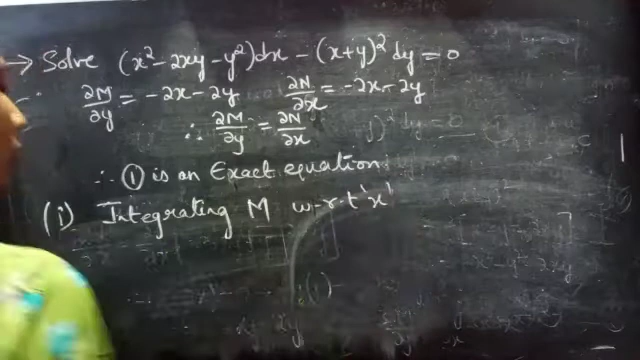 → Solve (x² - 2xy - y²)dx - (x+y)² dy = 0
∂M/∂y = -2x - 2y ∂N/∂x = -2x - 2y
∴ ∂M/∂y = ∂N/∂x
∴ ① is an Exact equation
(i) Integrating M w.r.t 'x'